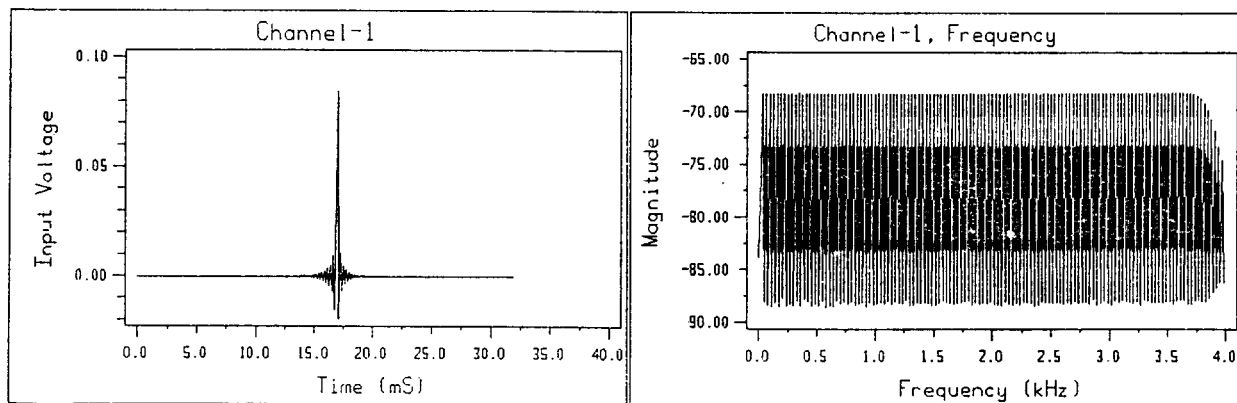 Channel-1
Input Voltage
0.10
0.05
0.00
0.0 5.0 10.0 15.0 20.0 25.0 30.0 35.0 40.0
Time (mS)
Channel-1, Frequency
Magnitude
-65.00
-70.00
-75.00
-80.00
-85.00
-90.00
0.0 0.5 1.0 1.5 2.0 2.5 3.0 3.5 4.0
Frequency (kHz)